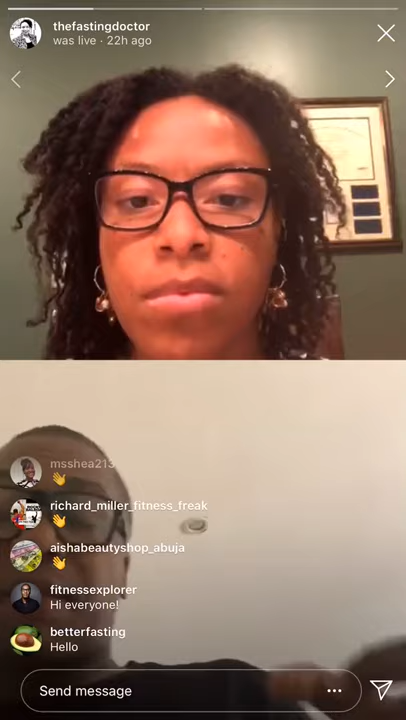 thefastingdoctor
was live · 22h ago
msshea213
👋
richard_miller_fitness_freak
👋
aishabeautyshop_abuja
👋
fitnessexplorer
Hi everyone!
betterfasting
Hello
Send message